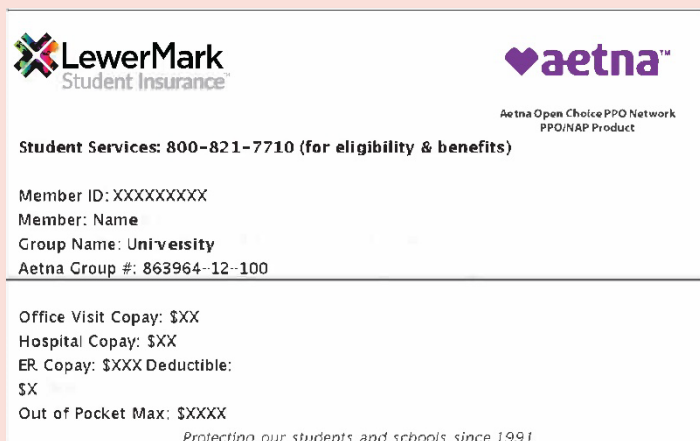 LewerMark
Student Insurance™
aetna™
Aetna Open Choice PPO Network
PPO/NAP Product
Student Services: 800-821-7710 (for eligibility & benefits)
Member ID: XXXXXXXXX
Member: Name
Group Name: University
Aetna Group #: 863964-12-100
Office Visit Copay: $XX
Hospital Copay: $XX
ER Copay: $XXX Deductible:
$X
Out of Pocket Max: $XXXX
Protecting our students and schools since 1991